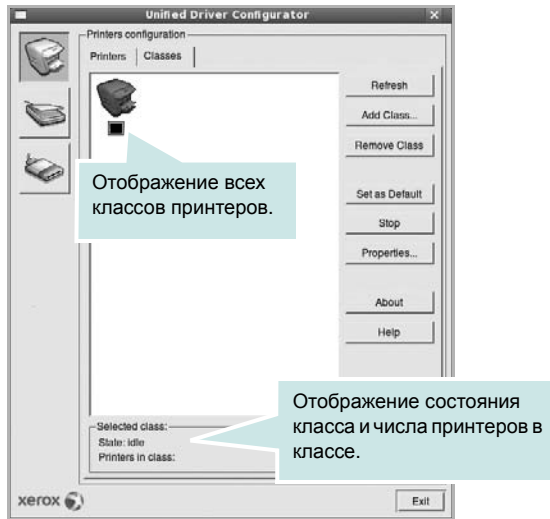 Unified Driver Configurator
Printers configuration
Printers Classes
Refresh
Add Class...
Remove Class
Set as Default
Stop
Properties...
About
Help
Отображение всех
классов принтеров.
Отображение состояния
класса и числа принтеров в
классе.
Selected class:
State: idle
Printers in class:
xerox
Exit